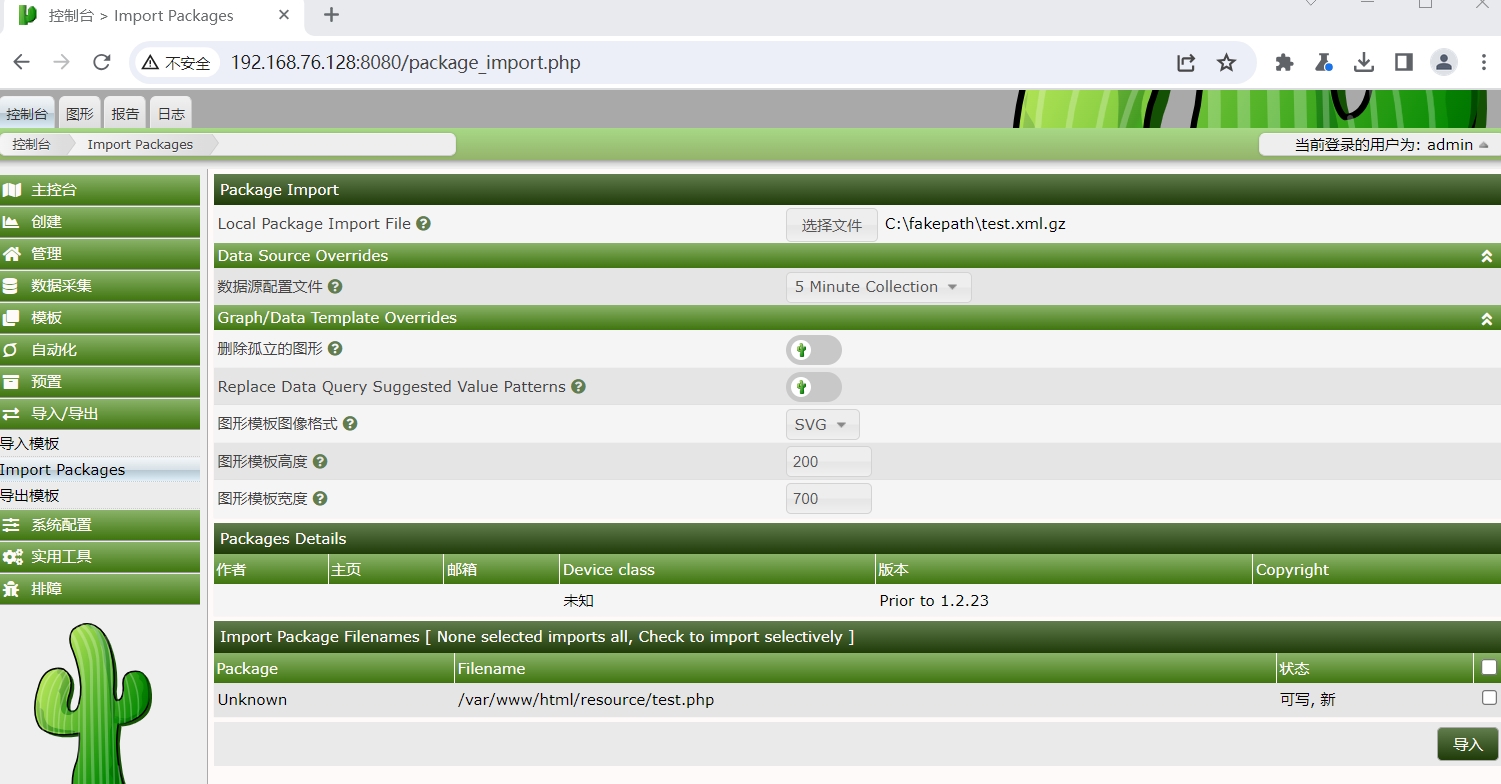 控制台 > Import Packages
不安全 192.168.76.128:8080/package_import.php
控制台 图形 报告 日志
控制台 Import Packages 当前登录的用户为: admin
主控台
创建
管理
数据采集
模板
自动化
预置
导入/导出
导入模板
Import Packages
导出模板
系统配置
实用工具
排障
Package Import
Local Package Import File 选择文件 C:\fakepath\test.xml.gz
Data Source Overrides
数据源配置文件 5 Minute Collection
Graph/Data Template Overrides
删除孤立的图形
Replace Data Query Suggested Value Patterns
图形模板图像格式 SVG
图形模板高度 200
图形模板宽度 700
Packages Details
作者 主页 邮箱 Device class 版本 Copyright
未知 Prior to 1.2.23
Import Package Filenames [ None selected imports all, Check to import selectively ]
Package Filename 状态
Unknown /var/www/html/resource/test.php 可写, 新
导入